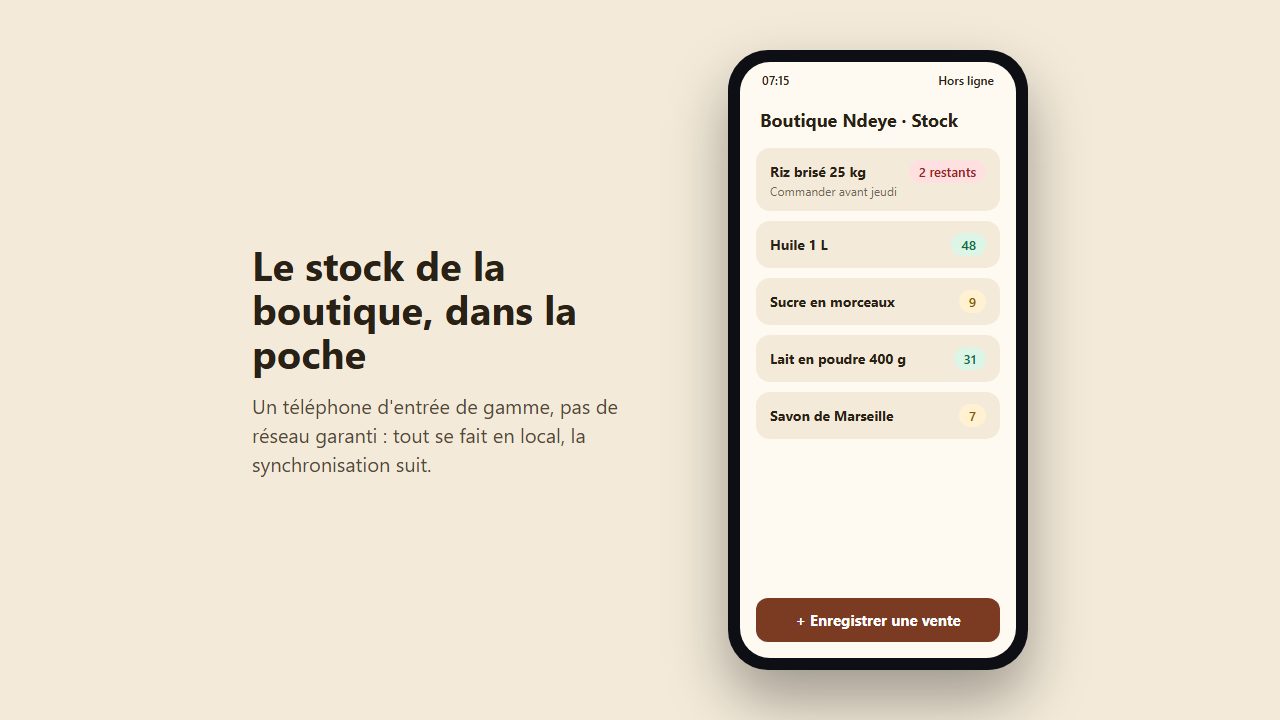 Le stock de la
boutique, dans la
poche
Un téléphone d'entrée de gamme, pas de
réseau garanti : tout se fait en local, la
synchronisation suit.
07:15
Hors ligne
Boutique Ndeye · Stock
Riz brisé 25 kg
2 restants
Commander avant jeudi
Huile 1 L
48
Sucre en morceaux
9
Lait en poudre 400 g
31
Savon de Marseille
7
+ Enregistrer une vente